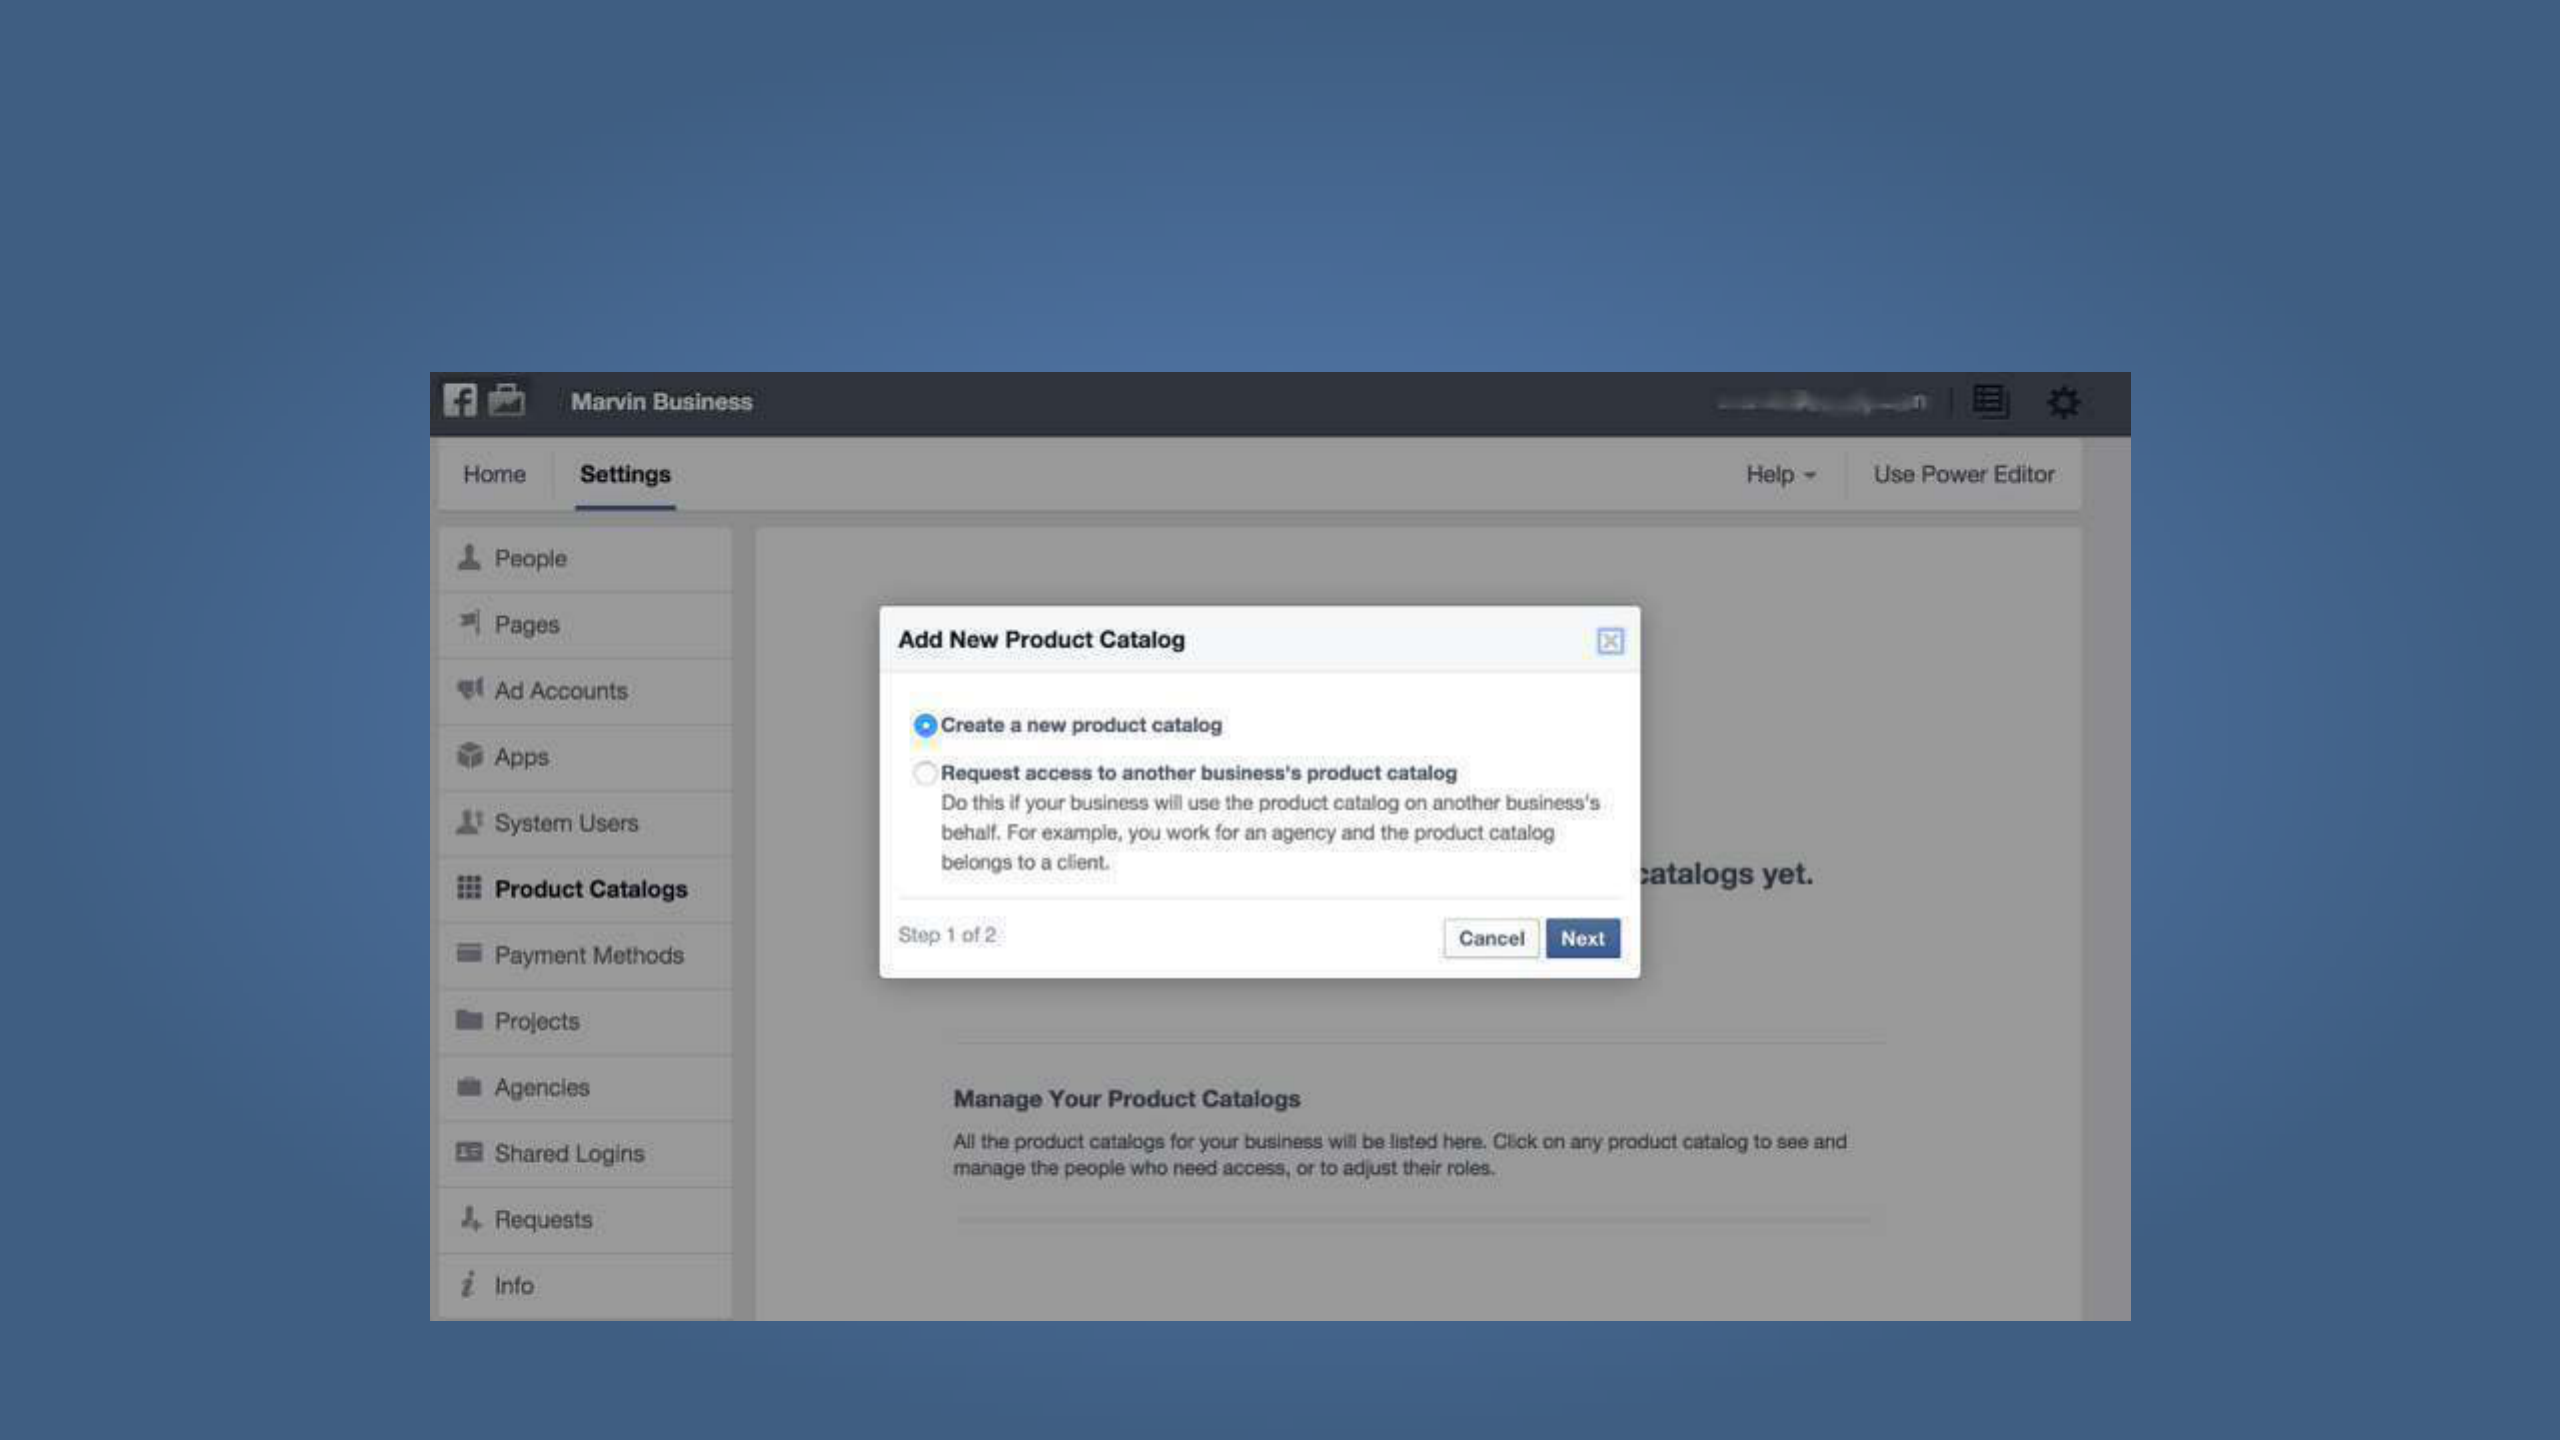 Marvin Business
Home
Settings
Help
Use Power Editor
People
Pages
Ad Accounts
Apps
System Users
Product Catalogs
Payment Methods
Projects
Agencies
Shared Logins
Requests
Info
Add New Product Catalog
Create a new product catalog
Request access to another business's product catalog
Do this if your business will use the product catalog on another business's
behalf. For example, you work for an agency and the product catalog
belongs to a client.
Step 1 of 2
Cancel
Next
catalogs yet.
Manage Your Product Catalogs
All the product catalogs for your business will be listed here. Click on any product catalog to see and
manage the people who need access, or to adjust their roles.